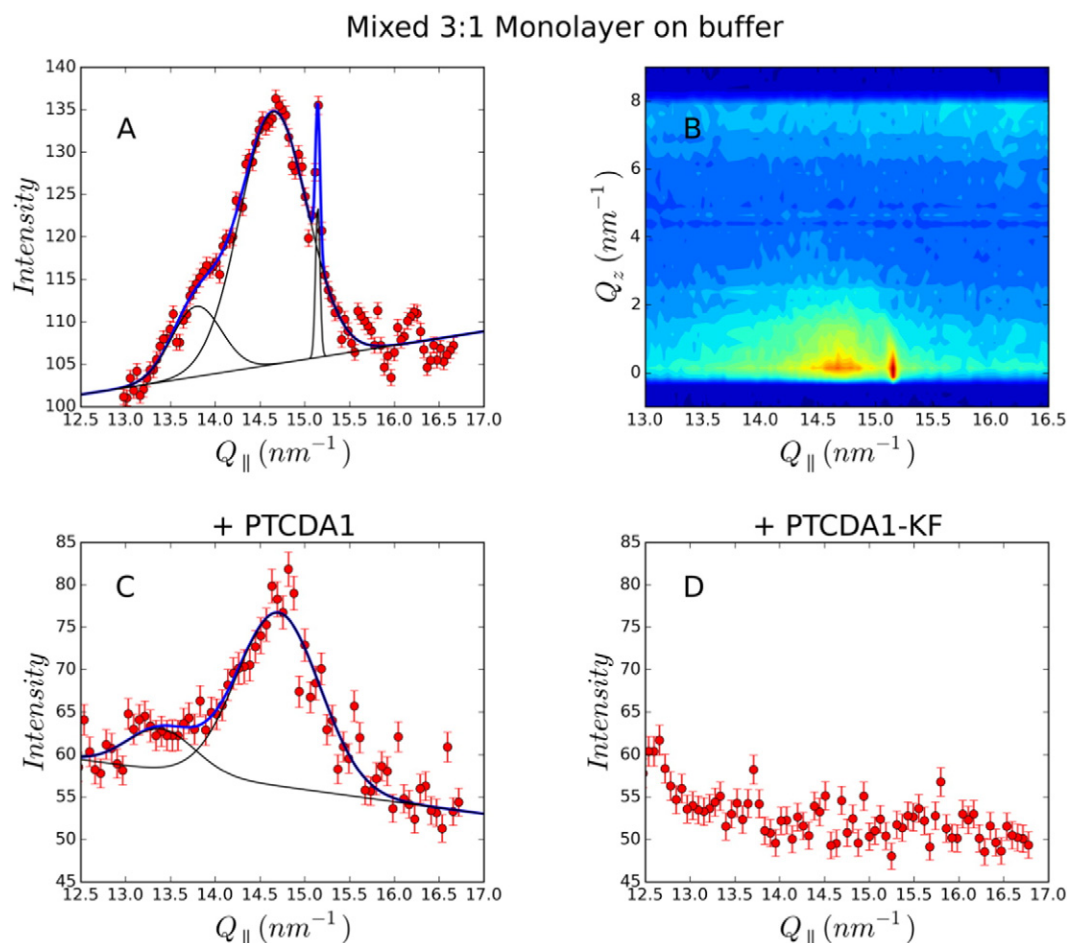 Mixed 3:1 Monolayer on buffer
A
Intensity
140
135
130
125
120
115
110
105
100
12.5 13.0 13.5 14.0 14.5 15.0 15.5 16.0 16.5 17.0
Q∥ (nm⁻¹)
B
Q_z (nm⁻¹)
8
6
4
2
0
13.0 14.0 14.5 15.0 15.5 16.0 16.5
Q∥ (nm⁻¹)
+ PTCDA1
C
Intensity
85
80
75
70
65
60
55
50
45
12.5 13.0 13.5 14.0 14.5 15.0 15.5 16.0 16.5 17.0
Q∥ (nm⁻¹)
+ PTCDA1-KF
D
Intensity
85
80
75
70
65
60
55
50
45
12.5 13.0 13.5 14.0 14.5 15.0 15.5 16.0 16.5 17.0
Q∥ (nm⁻¹)